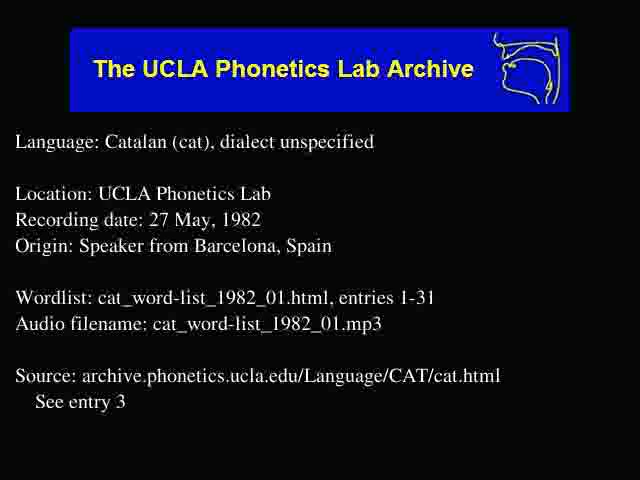 The UCLA Phonetics Lab Archive
Language: Catalan (cat), dialect unspecified
Location: UCLA Phonetics Lab
Recording date: 27 May, 1982
Origin: Speaker from Barcelona, Spain
Wordlist: cat_word-list_1982_01.html, entries 1-31
Audio filename: cat_word-list_1982_01.mp3
Source: archive.phonetics.ucla.edu/Language/CAT/cat.html
See entry 3